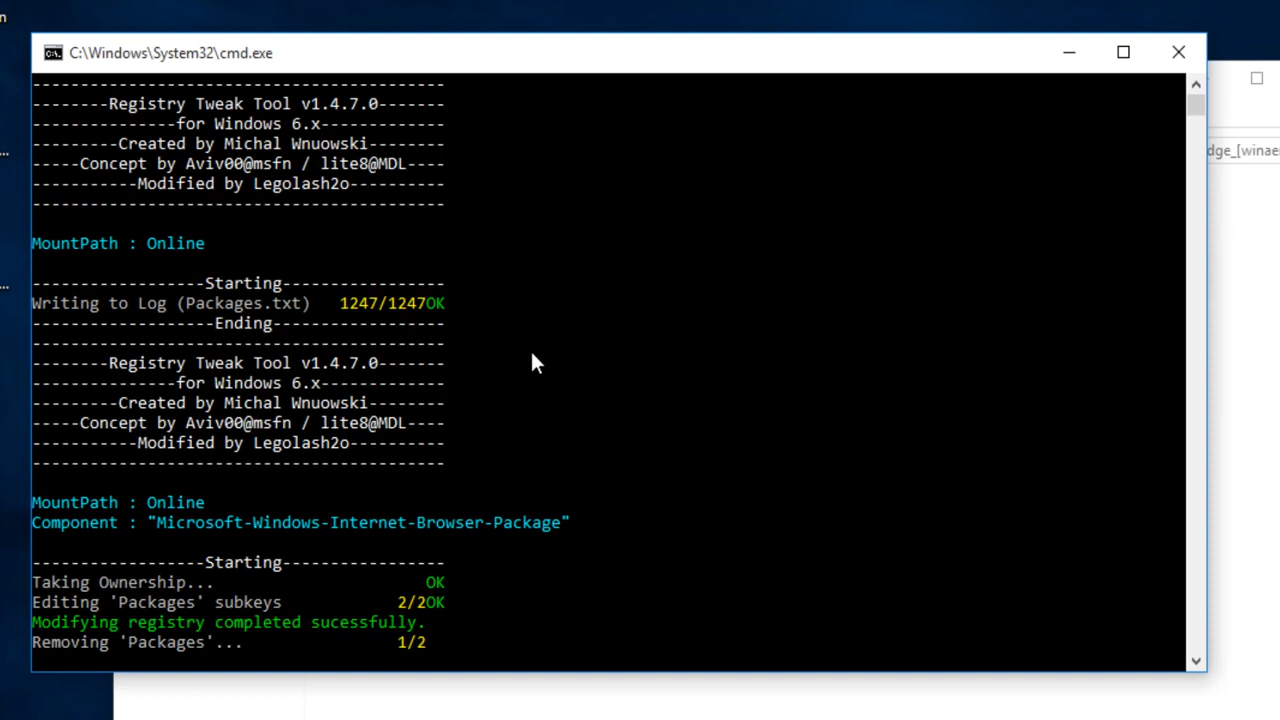 n
C:\Windows\System32\cmd.exe
-------------------------------------------
--------Registry Tweak Tool v1.4.7.0-------
---------------for Windows 6.x-------------
---------Created by Michal Wnuowski--------
-----Concept by Aviv00@msfn / lite8@MDL----
-----------Modified by Legolash2o----------
-------------------------------------------
dge_[winaer
...
MountPath : Online
...
------------------Starting-----------------
Writing to Log (Packages.txt) 1247/1247OK
-------------------Ending------------------
-------------------------------------------
--------Registry Tweak Tool v1.4.7.0-------
---------------for Windows 6.x-------------
---------Created by Michal Wnuowski--------
-----Concept by Aviv00@msfn / lite8@MDL----
-----------Modified by Legolash2o----------
-------------------------------------------
MountPath : Online
Component : "Microsoft-Windows-Internet-Browser-Package"
------------------Starting-----------------
Taking Ownership... OK
Editing 'Packages' subkeys 2/2OK
Modifying registry completed sucessfully.
Removing 'Packages'... 1/2